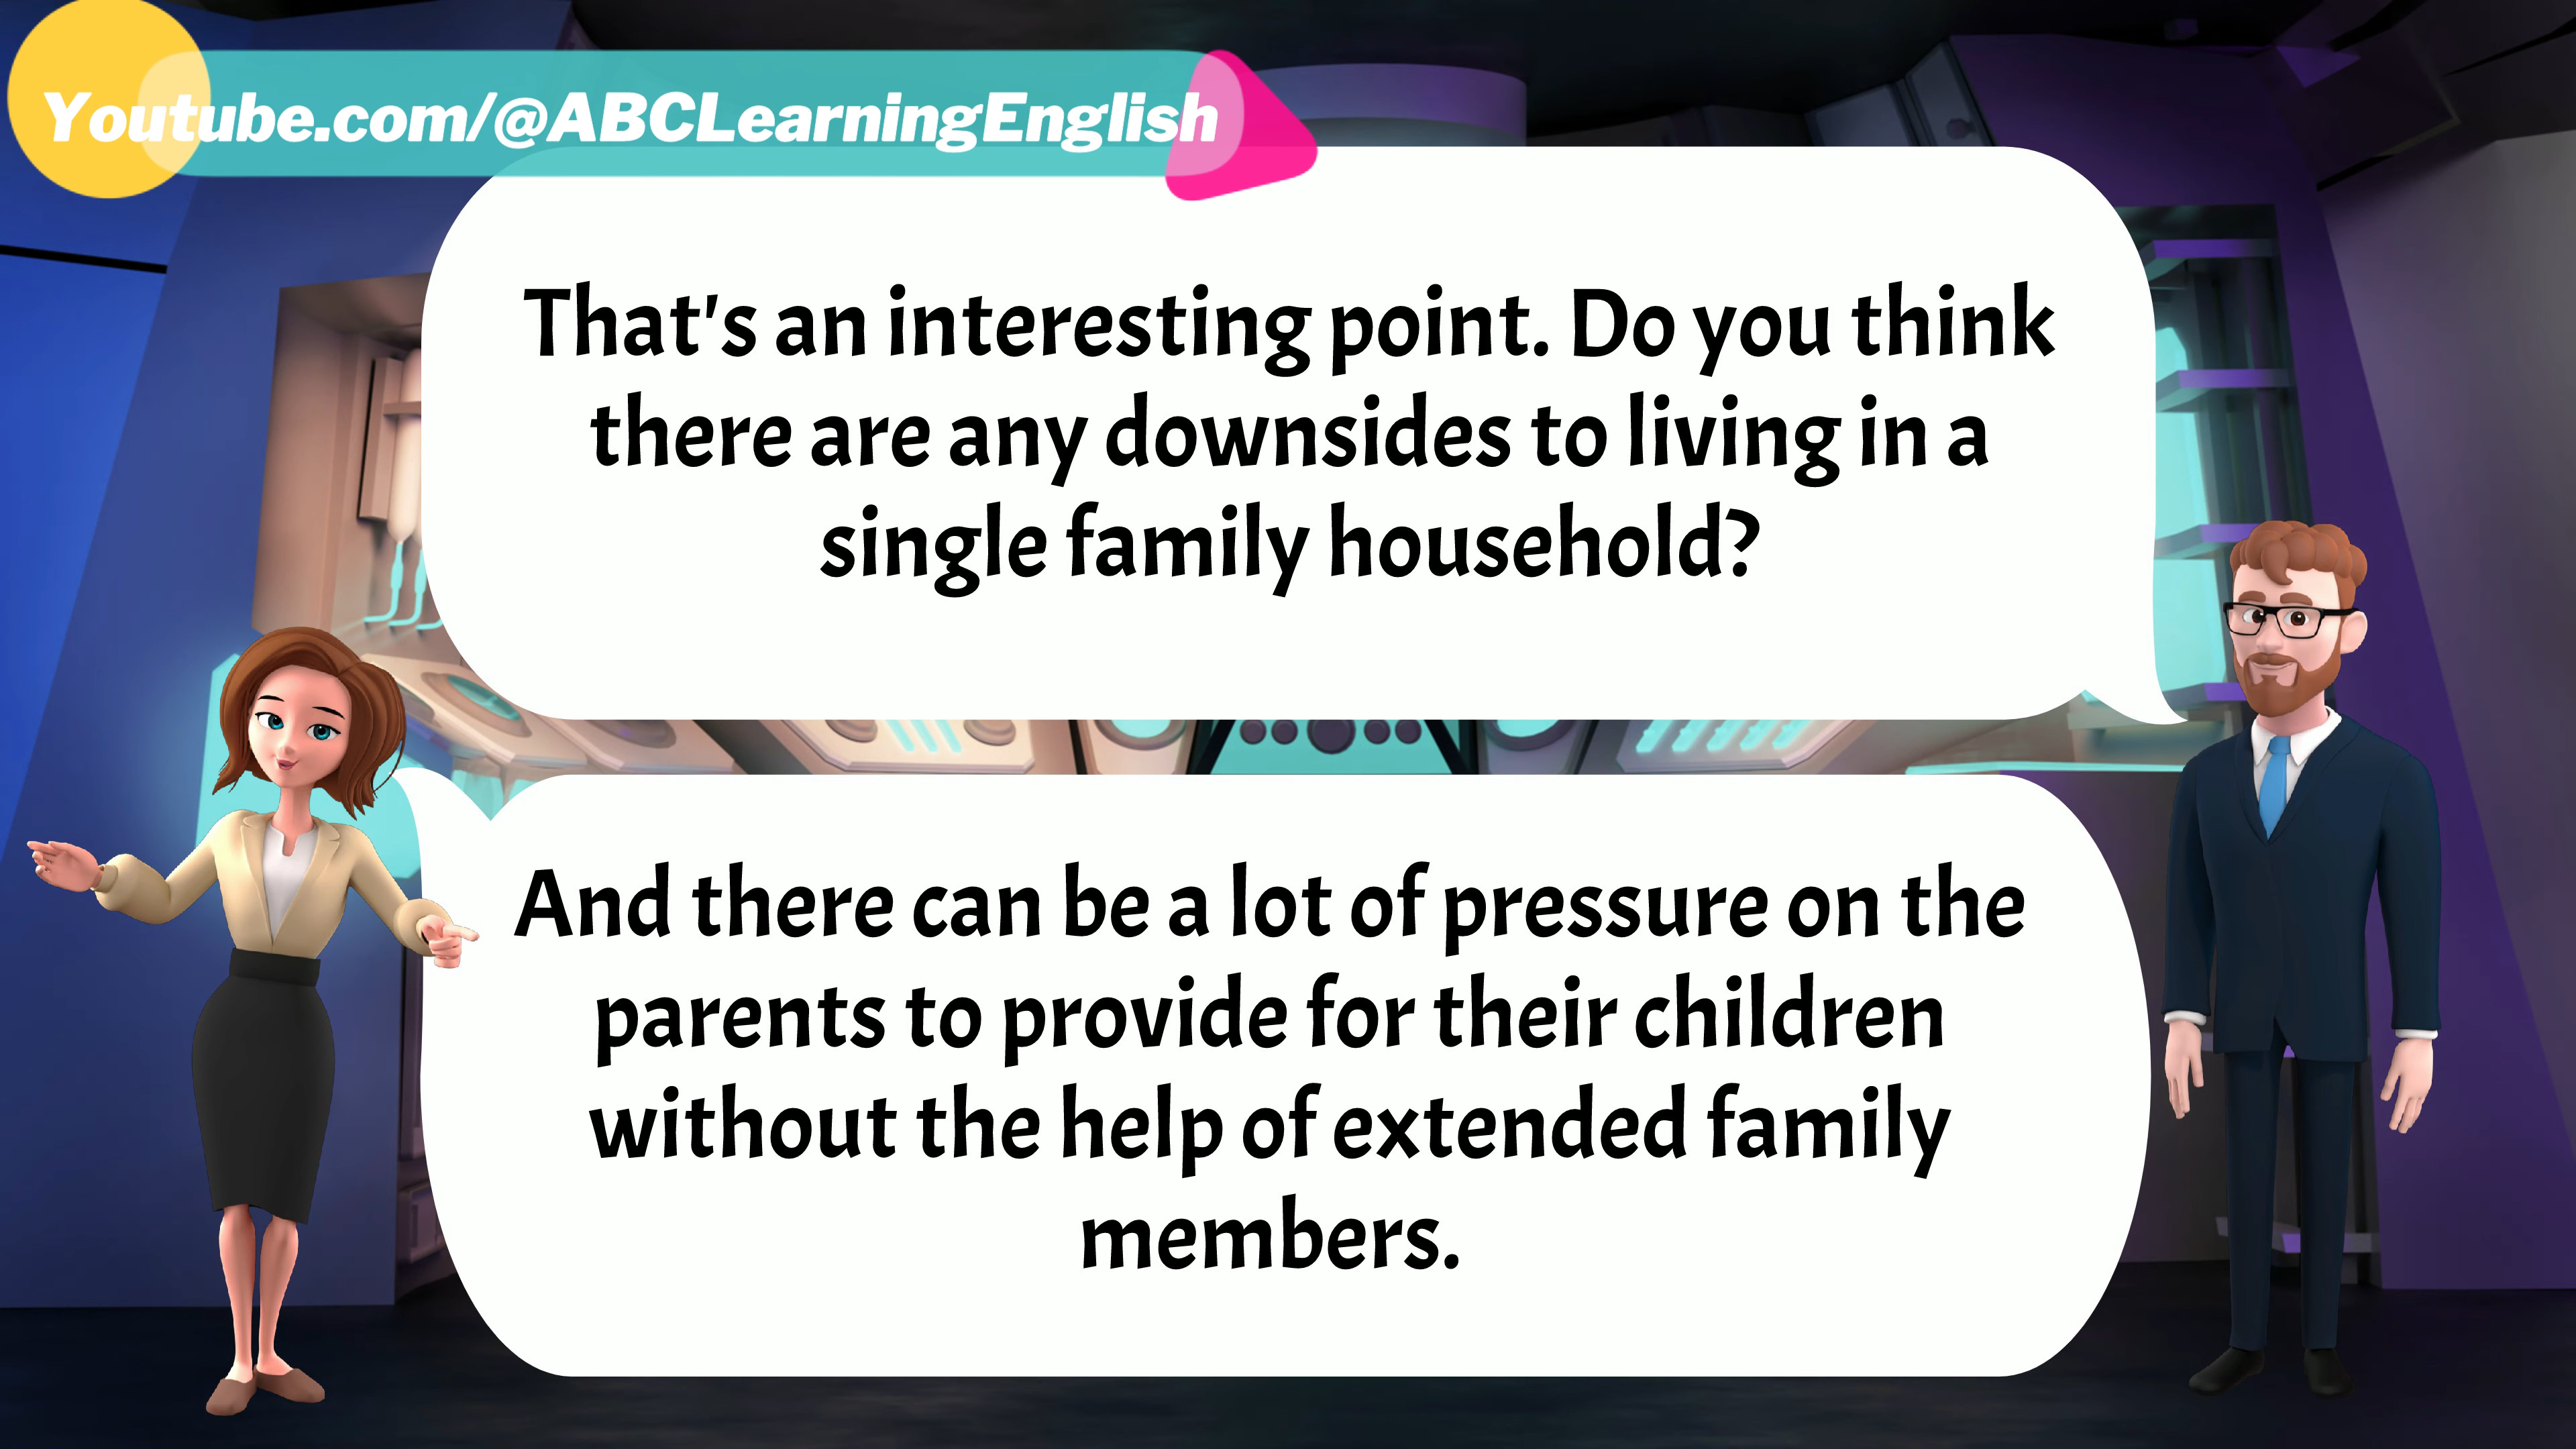 Youtube.com/@ABCLearningEnglish
That's an interesting point. Do you think
there are any downsides to living in a
single family household?
And there can be a lot of pressure on the
parents to provide for their children
without the help of extended family
members.